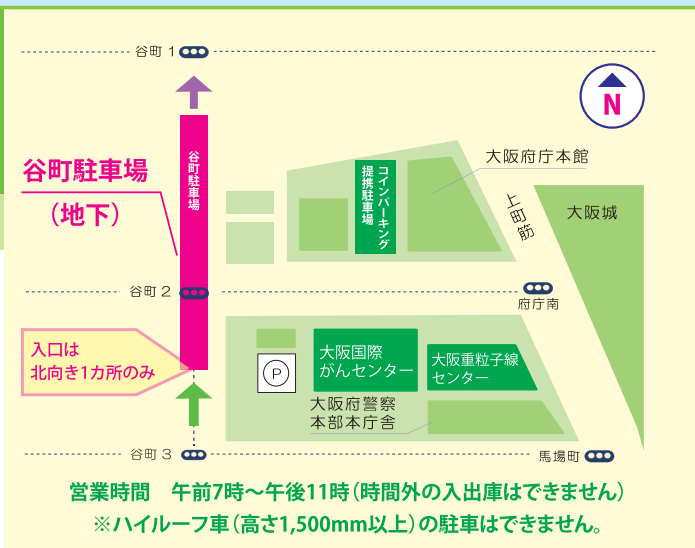 谷町 1
N
谷町駐車場
（地下）
谷町駐車場
コインパーキング
提携駐車場
大阪府庁本館
上町筋
大阪城
谷町 2
府庁南
入口は
北向き1カ所のみ
P
大阪国際
がんセンター
大阪重粒子線
センター
大阪府警察
本部本庁舎
谷町 3
馬場町
営業時間　午前7時～午後11時（時間外の入出庫はできません）
※ハイルーフ車（高さ1,500mm以上）の駐車はできません。